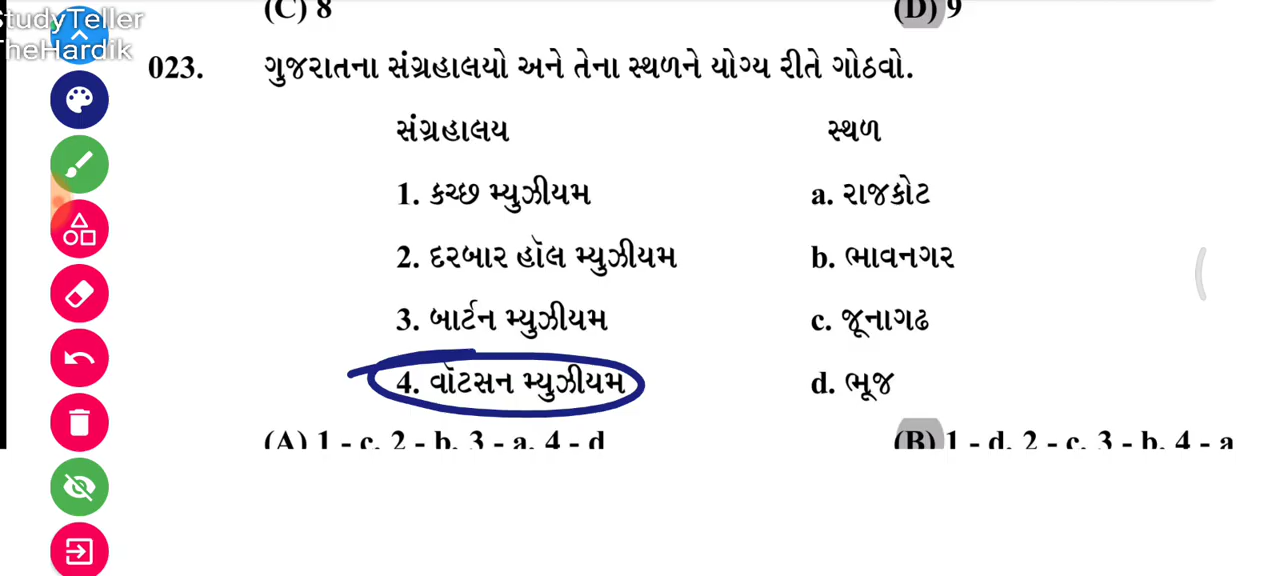 StudyTeller
TheHardik
(C) 8 (D) 9
023. ગુજરાતના સંગ્રહાલયો અને તેના સ્થળને યોગ્ય રીતે ગોઠવો.
સંગ્રહાલય સ્થળ
1. કચ્છ મ્યુઝીયમ a. રાજકોટ
2. દરબાર હૉલ મ્યુઝીયમ b. ભાવનગર
3. બાર્ટન મ્યુઝીયમ c. જૂનાગઢ
4. વૉટસન મ્યુઝીયમ d. ભૂજ
(A) 1 - c, 2 - b, 3 - a, 4 - d (B) 1 - d, 2 - c, 3 - b, 4 - a